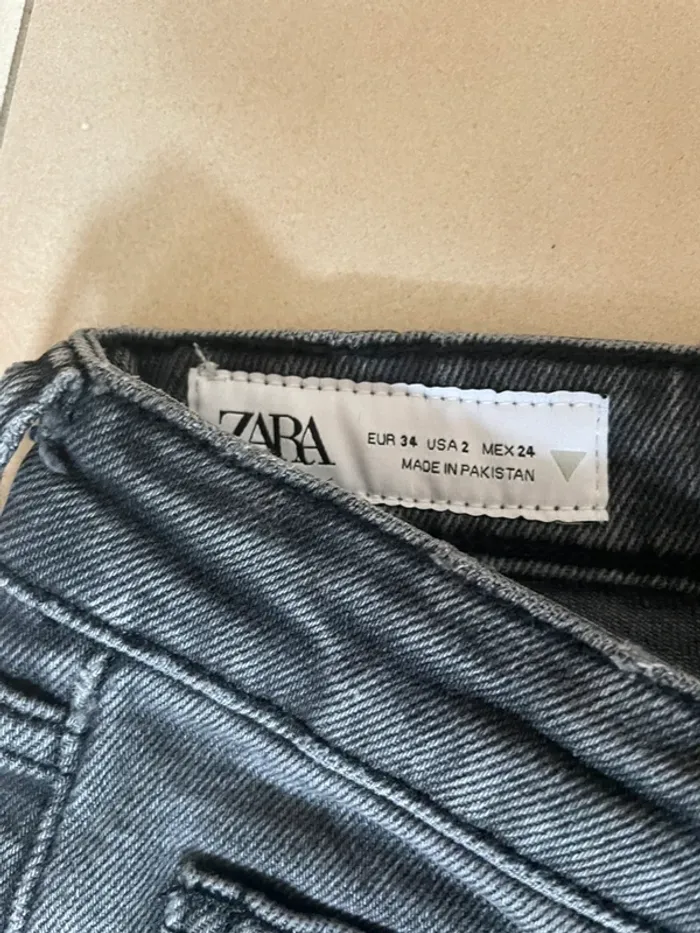 ZARA
EUR 34 USA 2 MEX 24
MADE IN PAKISTAN